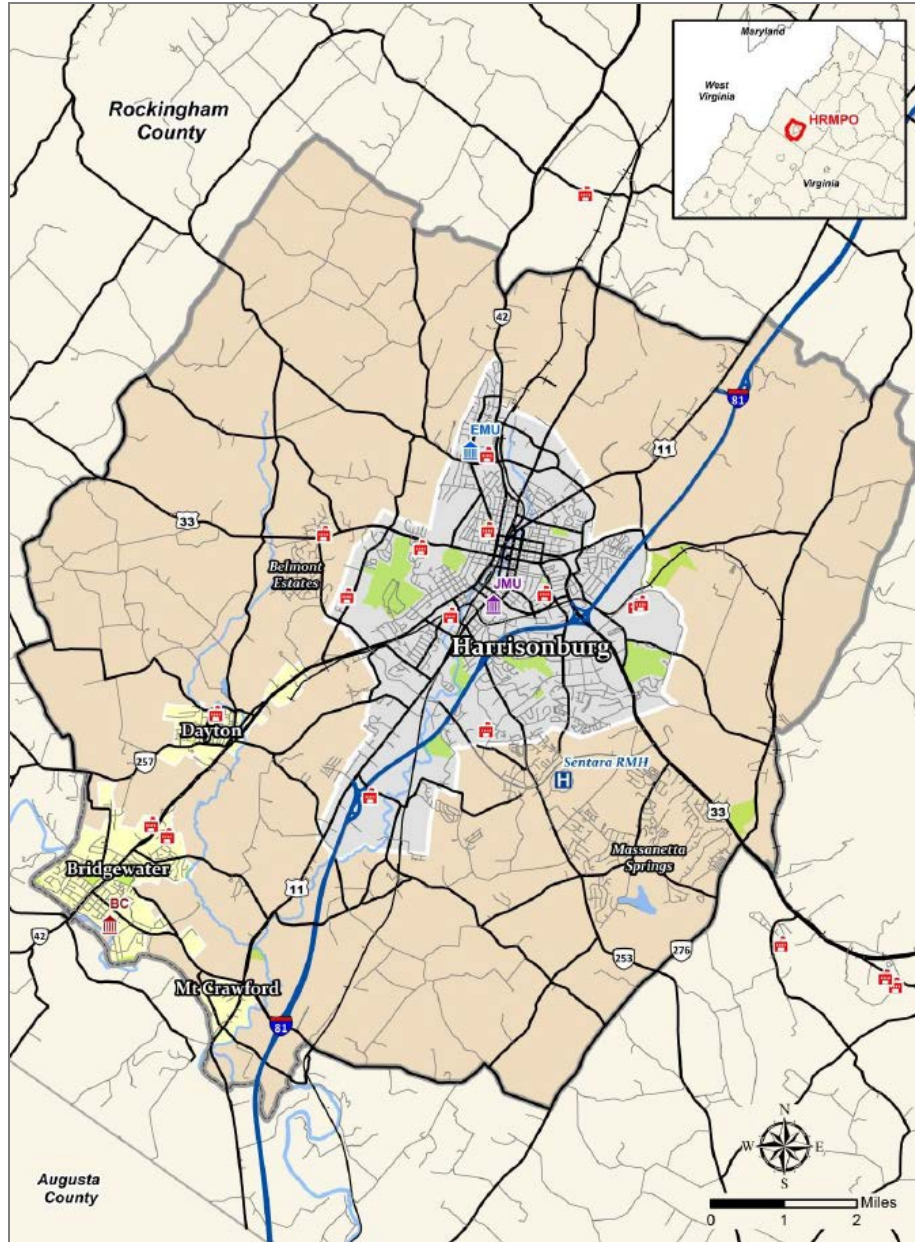 Maryland
West
Virginia
HRMPO
Virginia
Rockingham
County
42
81
11
EMU
33
Belmont
Estates
JMU
Harrisonburg
Dayton
257
Sentara RMH
H
33
Massanetta
Springs
Bridgewater
11
BC
42
253
276
Mt Crawford
81
N
W
E
S
Augusta
County
Miles
0
1
2